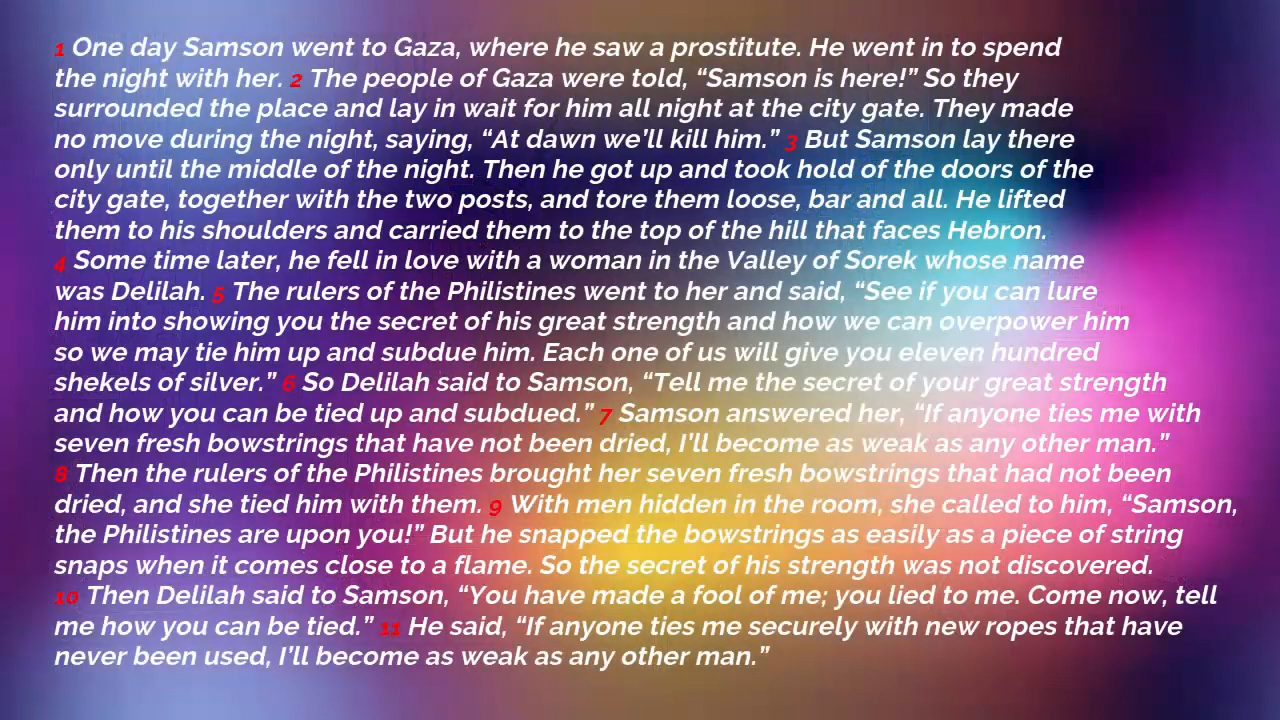 1 One day Samson went to Gaza, where he saw a prostitute. He went in to spend
the night with her. 2 The people of Gaza were told, “Samson is here!” So they
surrounded the place and lay in wait for him all night at the city gate. They made
no move during the night, saying, “At dawn we’ll kill him.” 3 But Samson lay there
only until the middle of the night. Then he got up and took hold of the doors of the
city gate, together with the two posts, and tore them loose, bar and all. He lifted
them to his shoulders and carried them to the top of the hill that faces Hebron.
4 Some time later, he fell in love with a woman in the Valley of Sorek whose name
was Delilah. 5 The rulers of the Philistines went to her and said, “See if you can lure
him into showing you the secret of his great strength and how we can overpower him
so we may tie him up and subdue him. Each one of us will give you eleven hundred
shekels of silver.” 6 So Delilah said to Samson, “Tell me the secret of your great strength
and how you can be tied up and subdued.” 7 Samson answered her, “If anyone ties me with
seven fresh bowstrings that have not been dried, I’ll become as weak as any other man.”
8 Then the rulers of the Philistines brought her seven fresh bowstrings that had not been
dried, and she tied him with them. 9 With men hidden in the room, she called to him, “Samson,
the Philistines are upon you!” But he snapped the bowstrings as easily as a piece of string
snaps when it comes close to a flame. So the secret of his strength was not discovered.
10 Then Delilah said to Samson, “You have made a fool of me; you lied to me. Come now, tell
me how you can be tied.” 11 He said, “If anyone ties me securely with new ropes that have
never been used, I’ll become as weak as any other man.”